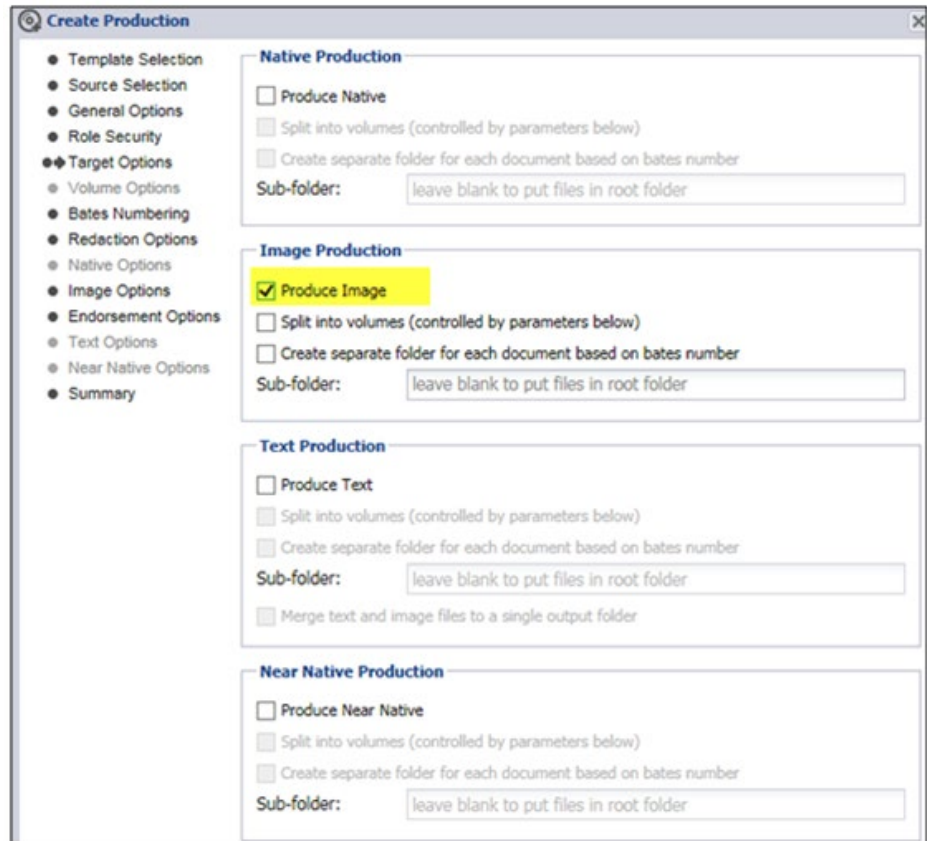 Create Production
Template Selection
Source Selection
General Options
Role Security
Target Options
Volume Options
Bates Numbering
Redaction Options
Native Options
Image Options
Endorsement Options
Text Options
Near Native Options
Summary
Native Production
Produce Native
Split into volumes (controlled by parameters below)
Create separate folder for each document based on bates number
Sub-folder: leave blank to put files in root folder
Image Production
Produce Image
Split into volumes (controlled by parameters below)
Create separate folder for each document based on bates number
Sub-folder: leave blank to put files in root folder
Text Production
Produce Text
Split into volumes (controlled by parameters below)
Create separate folder for each document based on bates number
Sub-folder: leave blank to put files in root folder
Merge text and image files to a single output folder
Near Native Production
Produce Near Native
Split into volumes (controlled by parameters below)
Create separate folder for each document based on bates number
Sub-folder: leave blank to put files in root folder